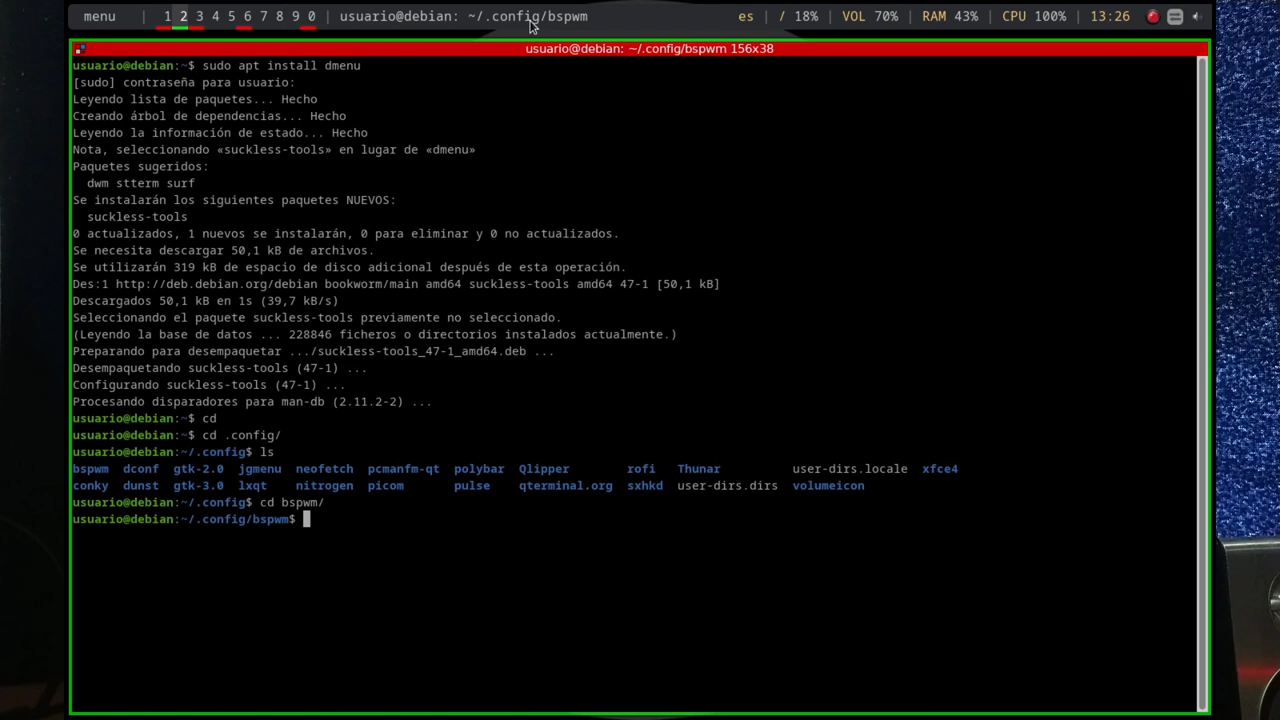 menu | 1 2 3 4 5 6 7 8 9 0 | usuario@debian: ~/.config/bspwm es | / 18% | VOL 70% | RAM 43% | CPU 100% | 13:26
usuario@debian: ~/.config/bspwm 156x38
usuario@debian:~$ sudo apt install dmenu
[sudo] contraseña para usuario:
Leyendo lista de paquetes... Hecho
Creando árbol de dependencias... Hecho
Leyendo la información de estado... Hecho
Nota, seleccionando «suckless-tools» en lugar de «dmenu»
Paquetes sugeridos:
  dwm stterm surf
Se instalarán los siguientes paquetes NUEVOS:
  suckless-tools
0 actualizados, 1 nuevos se instalarán, 0 para eliminar y 0 no actualizados.
Se necesita descargar 50,1 kB de archivos.
Se utilizarán 319 kB de espacio de disco adicional después de esta operación.
Des:1 http://deb.debian.org/debian bookworm/main amd64 suckless-tools amd64 47-1 [50,1 kB]
Descargados 50,1 kB en 1s (39,7 kB/s)
Seleccionando el paquete suckless-tools previamente no seleccionado.
(Leyendo la base de datos ... 228846 ficheros o directorios instalados actualmente.)
Preparando para desempaquetar .../suckless-tools_47-1_amd64.deb ...
Desempaquetando suckless-tools (47-1) ...
Configurando suckless-tools (47-1) ...
Procesando disparadores para man-db (2.11.2-2) ...
usuario@debian:~$ cd
usuario@debian:~$ cd .config/
usuario@debian:~/.config$ ls
bspwm dconf gtk-2.0 jgmenu neofetch pcmanfm-qt polybar Qlipper rofi Thunar user-dirs.locale xfce4
conky dunst gtk-3.0 lxqt nitrogen picom pulse qterminal.org sxhkd user-dirs.dirs volumeicon
usuario@debian:~/.config$ cd bspwm/
usuario@debian:~/.config/bspwm$